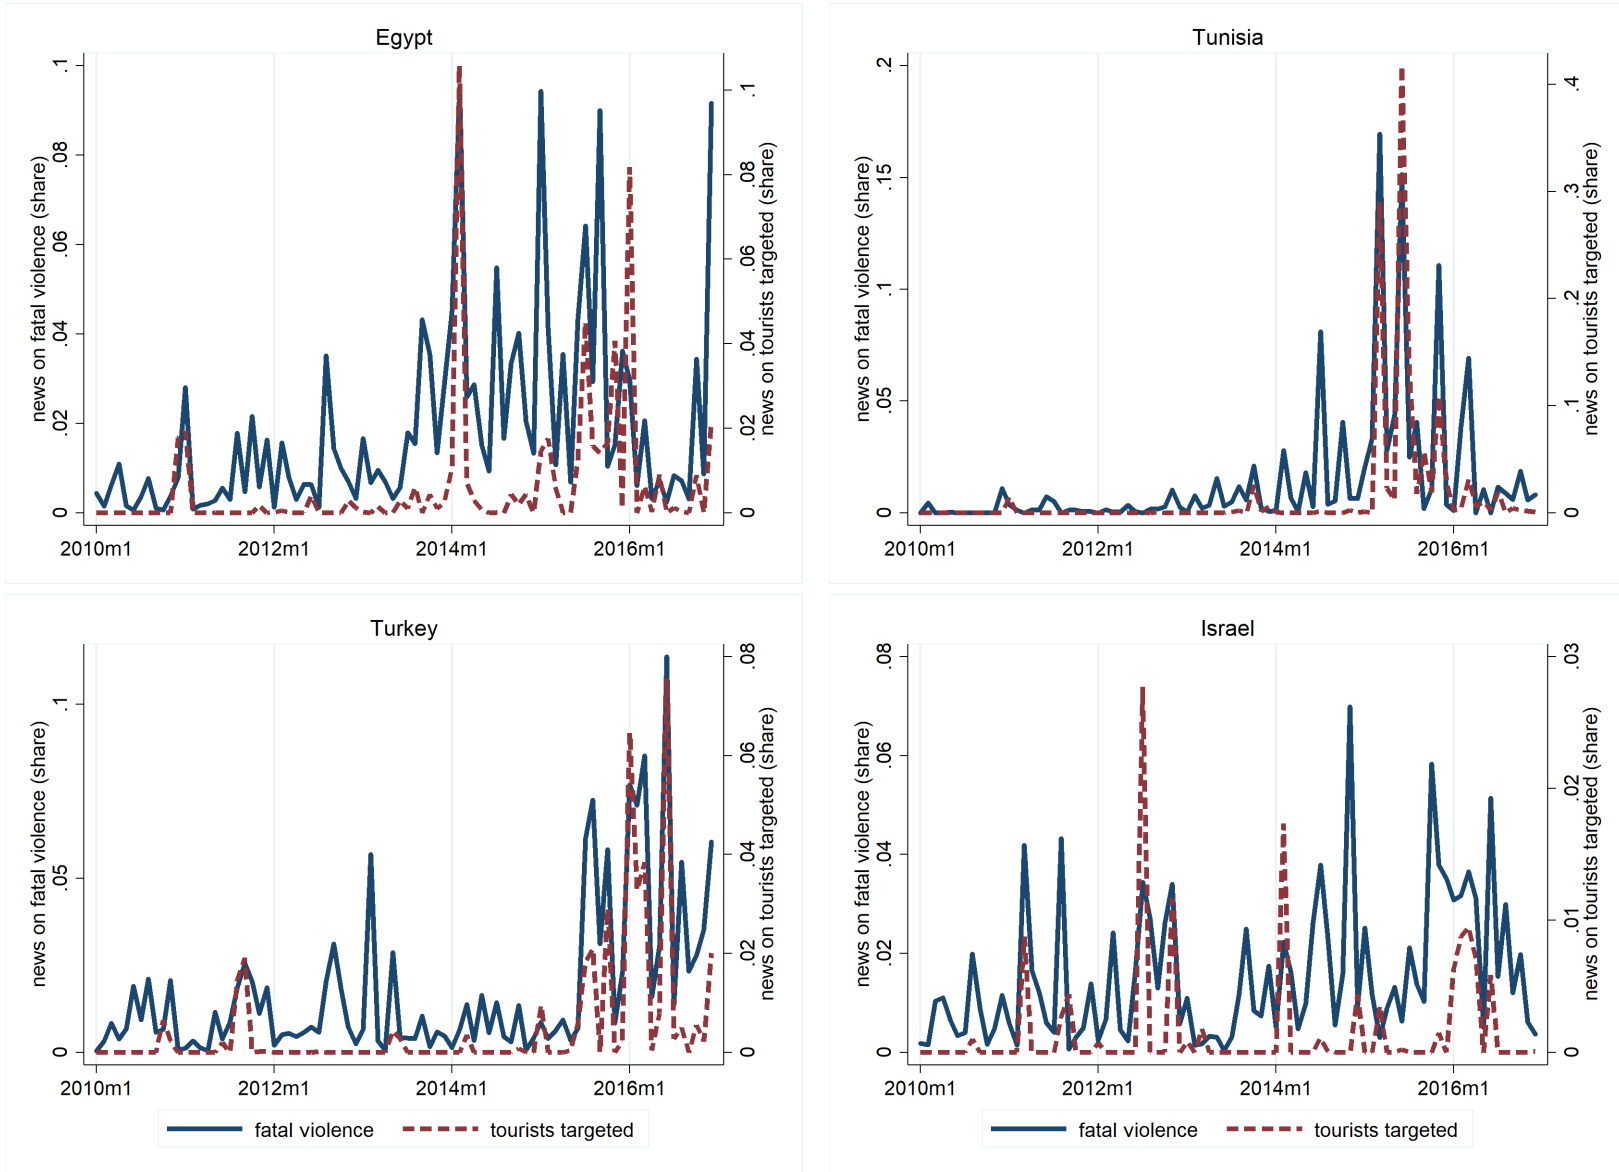 Egypt
news on fatal violence (share)
0 .02 .04 .06 .08 .1
news on tourists targeted (share)
0 .02 .04 .06 .08 .1
2010m1 2012m1 2014m1 2016m1
Tunisia
news on fatal violence (share)
0 .05 .1 .15 .2
news on tourists targeted (share)
0 .1 .2 .3 .4
2010m1 2012m1 2014m1 2016m1
Turkey
news on fatal violence (share)
0 .05 .1
news on tourists targeted (share)
0 .02 .04 .06 .08
2010m1 2012m1 2014m1 2016m1
fatal violence tourists targeted
Israel
news on fatal violence (share)
0 .02 .04 .06 .08
news on tourists targeted (share)
0 .01 .02 .03
2010m1 2012m1 2014m1 2016m1
fatal violence tourists targeted